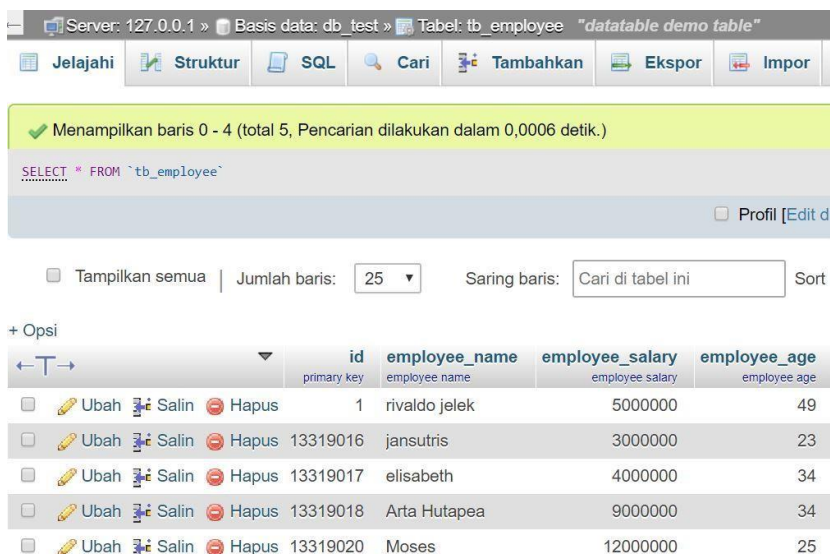 Server: 127.0.0.1 » Basis data: db_test » Tabel: tb_employee "datatable demo table"
Jelajahi Struktur SQL Cari Tambahkan Ekspor Impor
Menampilkan baris 0 - 4 (total 5, Pencarian dilakukan dalam 0,0006 detik.)
SELECT * FROM `tb_employee`
Profil [Edit d
Tampilkan semua | Jumlah baris: 25 Saring baris: Cari di tabel ini Sort
+ Opsi
id employee_name employee_salary employee_age
primary key employee name employee salary employee age
Ubah Salin Hapus 1 rivaldo jelek 5000000 49
Ubah Salin Hapus 13319016 jansutris 3000000 23
Ubah Salin Hapus 13319017 elisabeth 4000000 34
Ubah Salin Hapus 13319018 Arta Hutapea 9000000 34
Ubah Salin Hapus 13319020 Moses 12000000 25